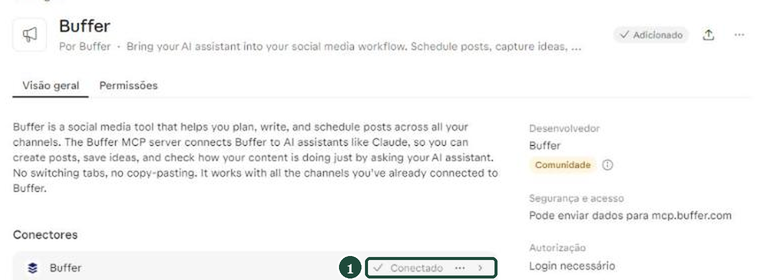 Buffer
Por Buffer • Bring your AI assistant into your social media workflow. Schedule posts, capture ideas, ...
Adicionado
Visão geral
Permissões
Buffer is a social media tool that helps you plan, write, and schedule posts across all your
channels. The Buffer MCP server connects Buffer to AI assistants like Claude, so you can
create posts, save ideas, and check how your content is doing just by asking your AI assistant.
No switching tabs, no copy-pasting. It works with all the channels you've already connected to
Buffer.
Desenvolvedor
Buffer
Comunidade
Segurança e acesso
Pode enviar dados para mcp.buffer.com
Autorização
Login necessário
Conectores
Buffer
1
Conectado